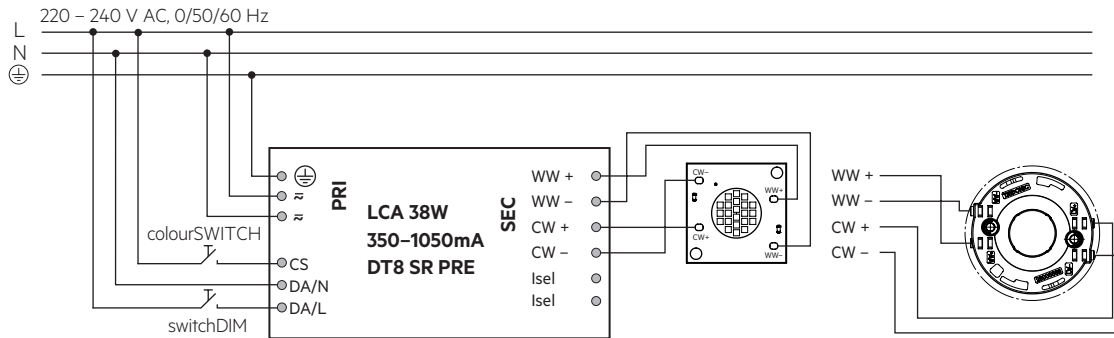 220 – 240 V AC, 0/50/60 Hz
L
N
PRI
LCA 38W
350–1050mA
DT8 SR PRE
SEC
WW +
WW –
CW +
CW –
Isel
Isel
colourSWITCH
CS
DA/N
DA/L
switchDIM
CW–
WW+
CW+
WW–
WW +
WW –
CW +
CW –